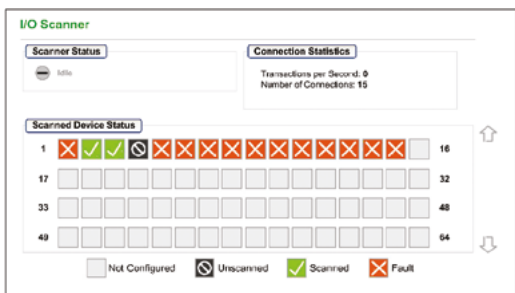 I/O Scanner
Scanner Status
Idle
Connection Statistics
Transactions per Second: 0
Number of Connections: 15
Scanned Device Status
1 16
17 32
33 48
49 64
Not Configured Unscanned Scanned Fault